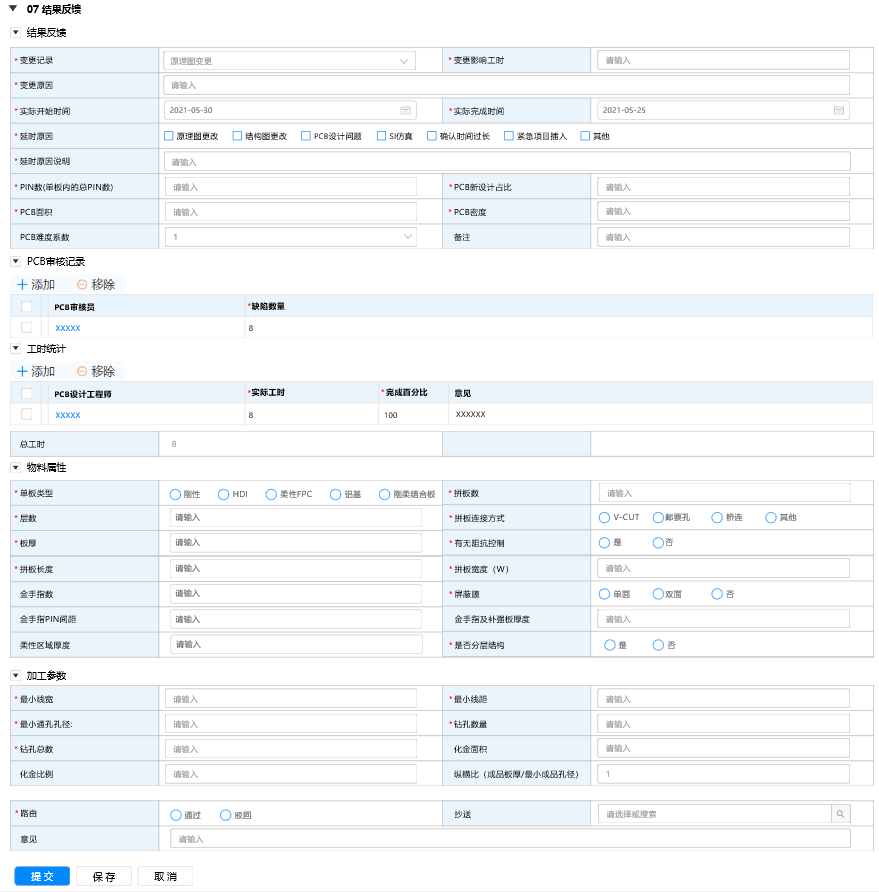 07 结果反馈
结果反馈
*变更记录 原理图变更 *变更影响工时 请输入
*变更原因 请输入
*实际开始时间 2021-05-30 *实际完成时间 2021-05-25
*延时原因 原理图更改 结构图更改 PCB设计问题 SI仿真 确认时间过长 紧急项目插入 其他
*延时原因说明 请输入
*PIN数(单板内的总PIN数) 请输入 *PCB新设计占比 请输入
*PCB面积 请输入 *PCB密度 请输入
PCB难度系数 1 备注 请输入
PCB审核记录
添加 移除
PCB审核员 *缺陷数量
XXXXX 8
工时统计
添加 移除
PCB设计工程师 *实际工时 *完成百分比 意见
XXXXX 8 100 XXXXXX
总工时 8
物料属性
*单板类型 刚性 HDI 柔性FPC 铝基 刚柔结合板 *拼板数 请输入
*层数 请输入 *拼板连接方式 V-CUT 邮票孔 桥连 其他
*板厚 请输入 *有无阻抗控制 是 否
*拼板长度 请输入 *拼板宽度（W） 请输入
金手指数 请输入 *屏蔽膜 单面 双面 否
金手指PIN间距 请输入 金手指及补强板厚度 请输入
柔性区域厚度 请输入 *是否分层结构 是 否
加工参数
*最小线宽 请输入 *最小线距 请输入
*最小通孔孔径: 请输入 *钻孔数量 请输入
*钻孔总数 请输入 化金面积 请输入
化金比例 请输入 纵横比（成品板厚/最小成品孔径） 1
*路由 通过 驳回 抄送 请选择或搜索
意见 请输入
提交 保存 取消